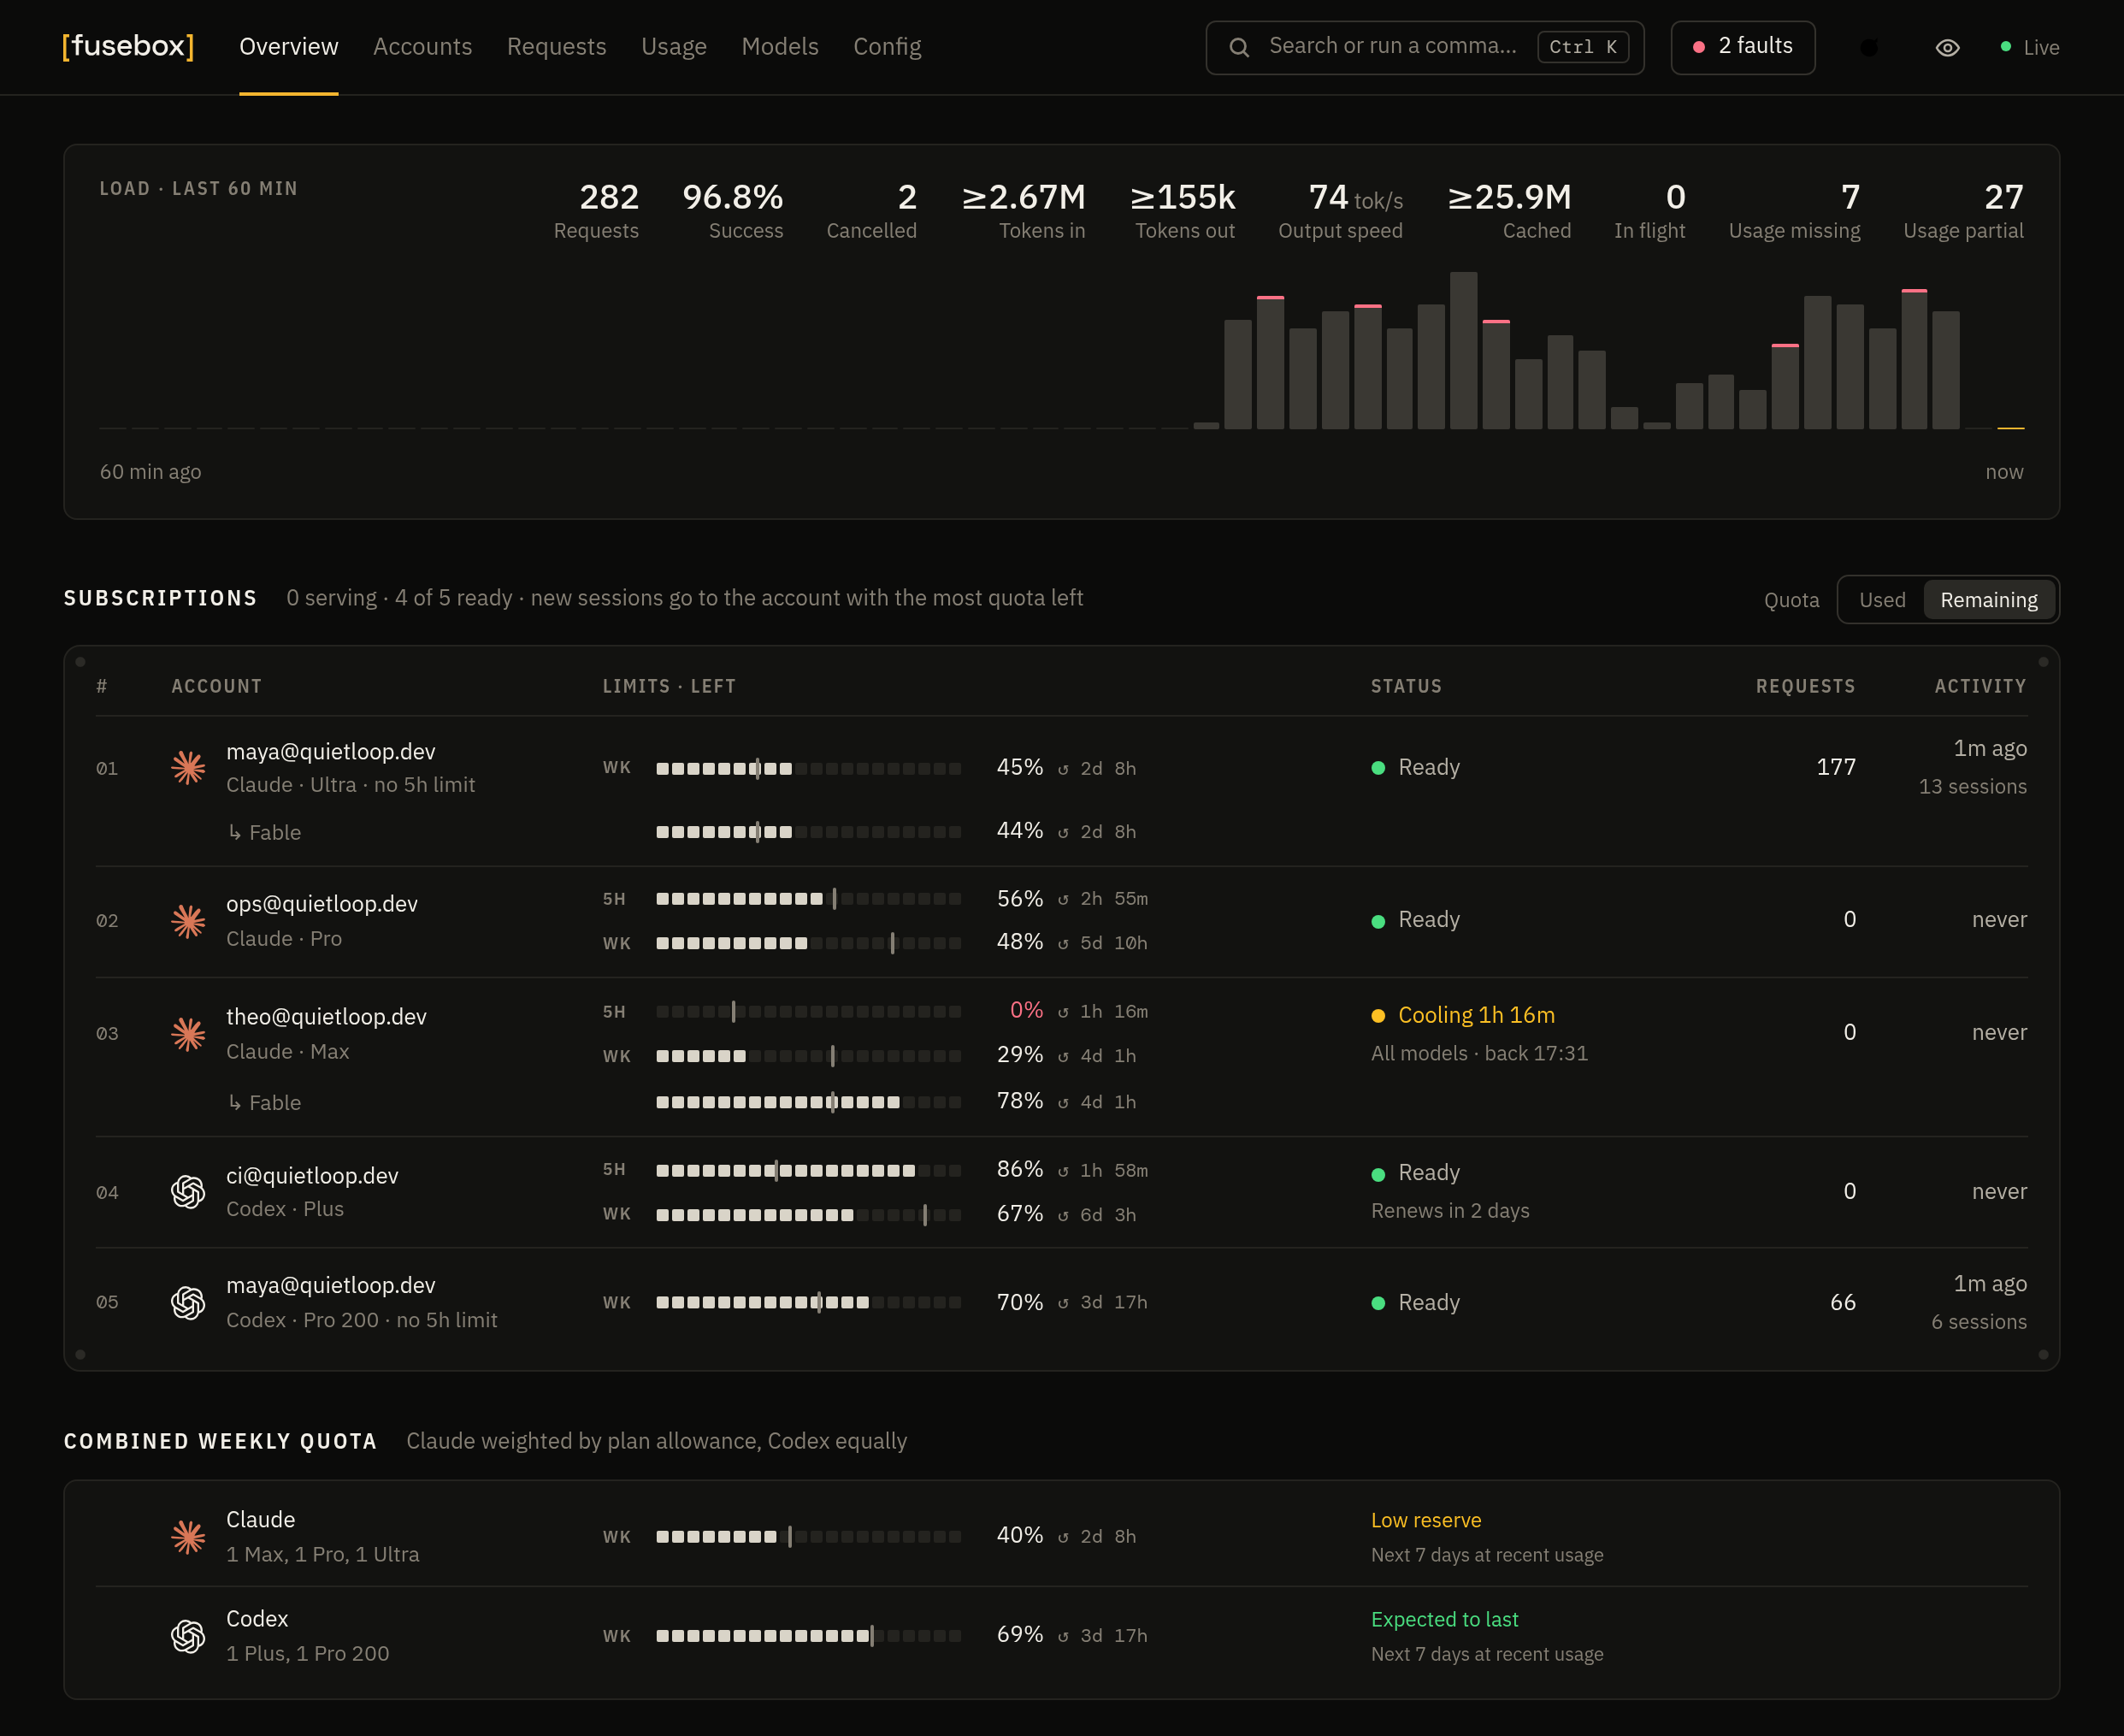 [fusebox] Overview Accounts Requests Usage Models Config Search or run a comma... Ctrl K 2 faults Live
LOAD · LAST 60 MIN
282 96.8% 2 ≥2.67M ≥155k 74 tok/s ≥25.9M 0 7 27
Requests Success Cancelled Tokens in Tokens out Output speed Cached In flight Usage missing Usage partial
60 min ago now
SUBSCRIPTIONS 0 serving · 4 of 5 ready · new sessions go to the account with the most quota left Quota Used Remaining
# ACCOUNT LIMITS · LEFT STATUS REQUESTS ACTIVITY
01 maya@quietloop.dev WK 45% ↺ 2d 8h Ready 177 1m ago
Claude · Ultra · no 5h limit 13 sessions
↳ Fable 44% ↺ 2d 8h
02 ops@quietloop.dev 5H 56% ↺ 2h 55m Ready 0 never
Claude · Pro WK 48% ↺ 5d 10h
03 theo@quietloop.dev 5H 0% ↺ 1h 16m Cooling 1h 16m 0 never
Claude · Max WK 29% ↺ 4d 1h All models · back 17:31
↳ Fable 78% ↺ 4d 1h
04 ci@quietloop.dev 5H 86% ↺ 1h 58m Ready 0 never
Codex · Plus WK 67% ↺ 6d 3h Renews in 2 days
05 maya@quietloop.dev WK 70% ↺ 3d 17h Ready 66 1m ago
Codex · Pro 200 · no 5h limit 6 sessions
COMBINED WEEKLY QUOTA Claude weighted by plan allowance, Codex equally
Claude WK 40% ↺ 2d 8h Low reserve
1 Max, 1 Pro, 1 Ultra Next 7 days at recent usage
Codex WK 69% ↺ 3d 17h Expected to last
1 Plus, 1 Pro 200 Next 7 days at recent usage